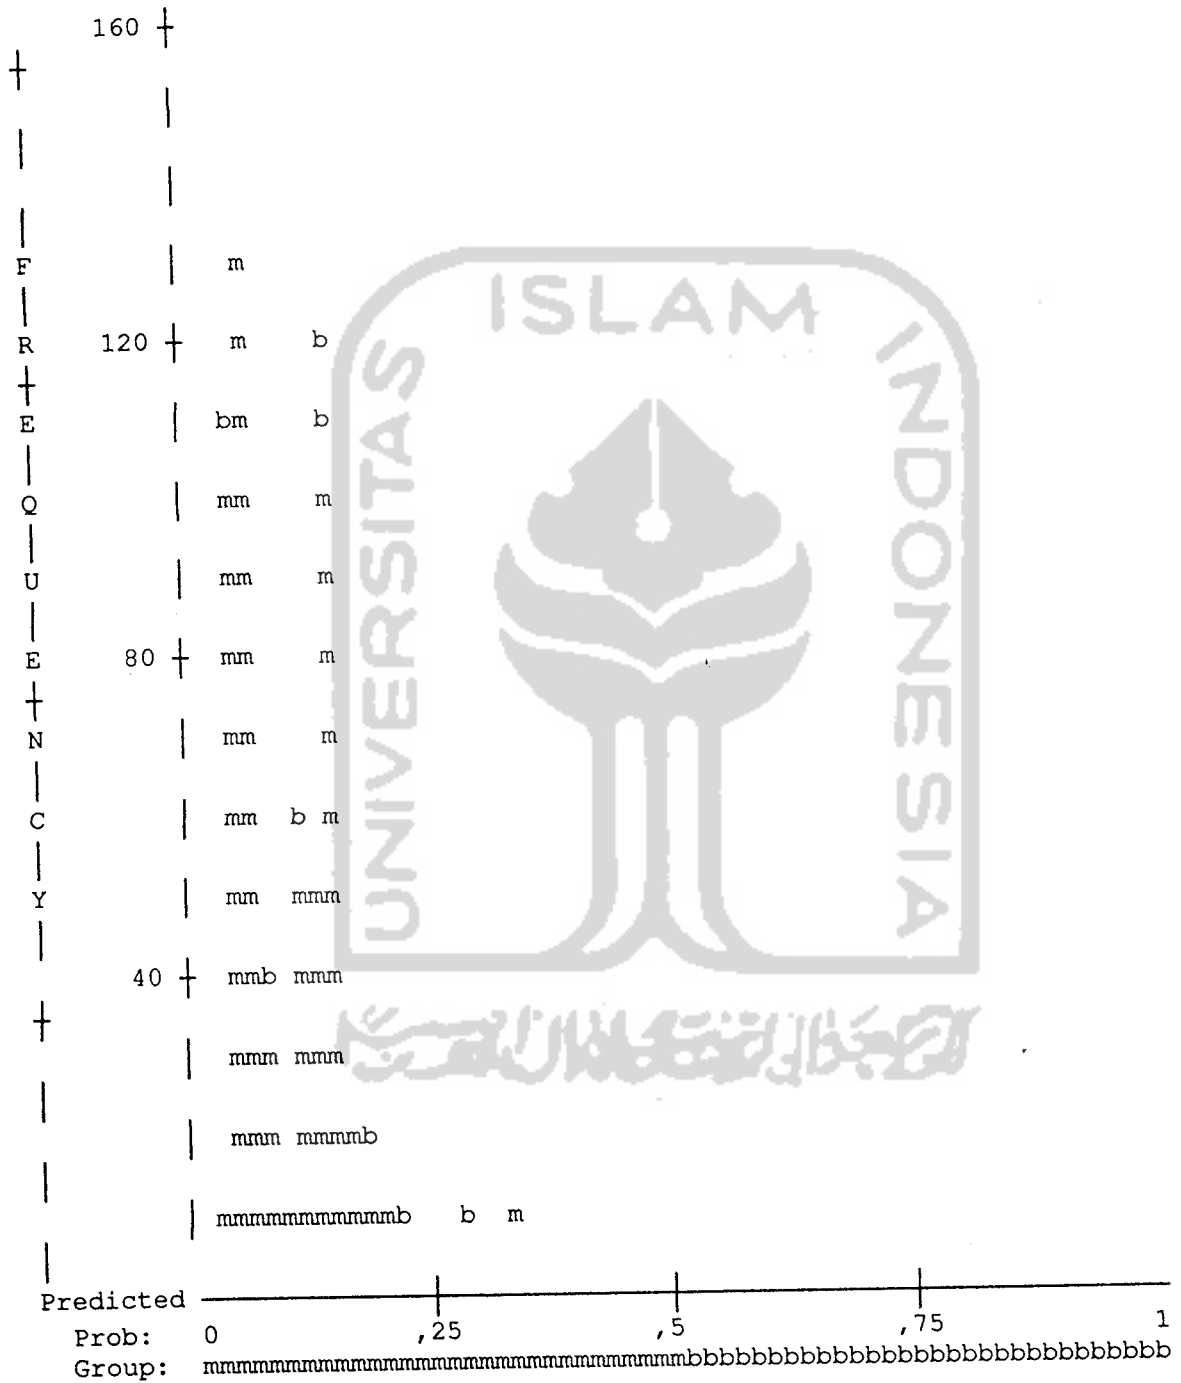 160
m
F
ISLAM
R 120 m b
E bm b
INDONESIA
UNIVERSITAS
Q mm m
U mm m
E 80 mm m
N mm m
C mm b m
Y mm mmm
40 mmb mmm
mmm mmm
mmm mmmmb
mmmmmmmmmmmb b m
Predicted
Prob: 0 ,25 ,5 ,75 1
Group: mmmmmmmmmmmmmmmmmmmmmmmmmmmmmmbbbbbbbbbbbbbbbbbbbbbbbbbbbbbb